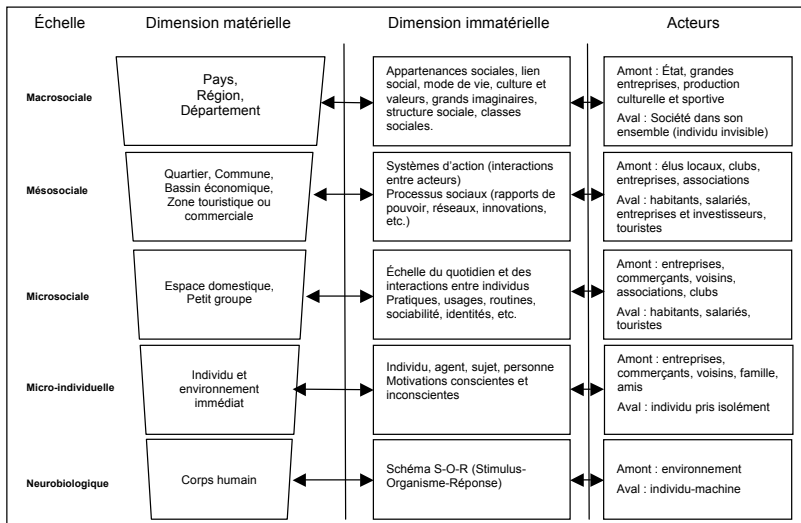 Échelle
Dimension matérielle
Dimension immatérielle
Acteurs
Macrosociale
Pays,
Région,
Département
Appartenances sociales, lien
social, mode de vie, culture et
valeurs, grands imaginaires,
structure sociale, classes
sociales.
Amont : État, grandes
entreprises, production
culturelle et sportive
Aval : Société dans son
ensemble (individu invisible)
Mésosociale
Quartier, Commune,
Bassin économique,
Zone touristique ou
commerciale
Systèmes d'action (interactions
entre acteurs)
Processus sociaux (rapports de
pouvoir, réseaux, innovations,
etc.)
Amont : élus locaux, clubs,
entreprises, associations
Aval : habitants, salariés,
entreprises et investisseurs,
touristes
Microsociale
Espace domestique,
Petit groupe
Échelle du quotidien et des
interactions entre individus
Pratiques, usages, routines,
sociabilité, identités, etc.
Amont : entreprises,
commerçants, voisins,
associations, clubs
Aval : habitants, salariés,
touristes
Micro-individuelle
Individu et
environnement
immédiat
Individu, agent, sujet, personne
Motivations conscientes et
inconscientes
Amont : entreprises,
commerçants, voisins, famille,
amis
Aval : individu pris isolément
Neurobiologique
Corps humain
Schéma S-O-R (Stimulus-
Organisme-Réponse)
Amont : environnement
Aval : individu-machine